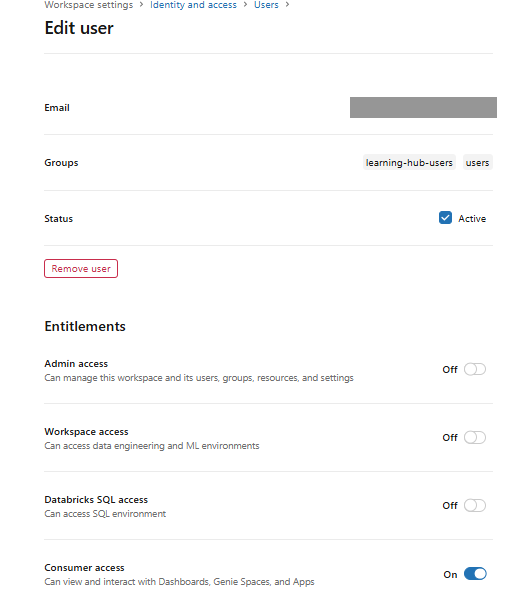 Workspace settings > Identity and access > Users >
Edit user
Email
Groups learning-hub-users users
Status Active
Remove user
Entitlements
Admin access
Can manage this workspace and its users, groups, resources, and settings
Off
Workspace access
Can access data engineering and ML environments
Off
Databricks SQL access
Can access SQL environment
Off
Consumer access
Can view and interact with Dashboards, Genie Spaces, and Apps
On